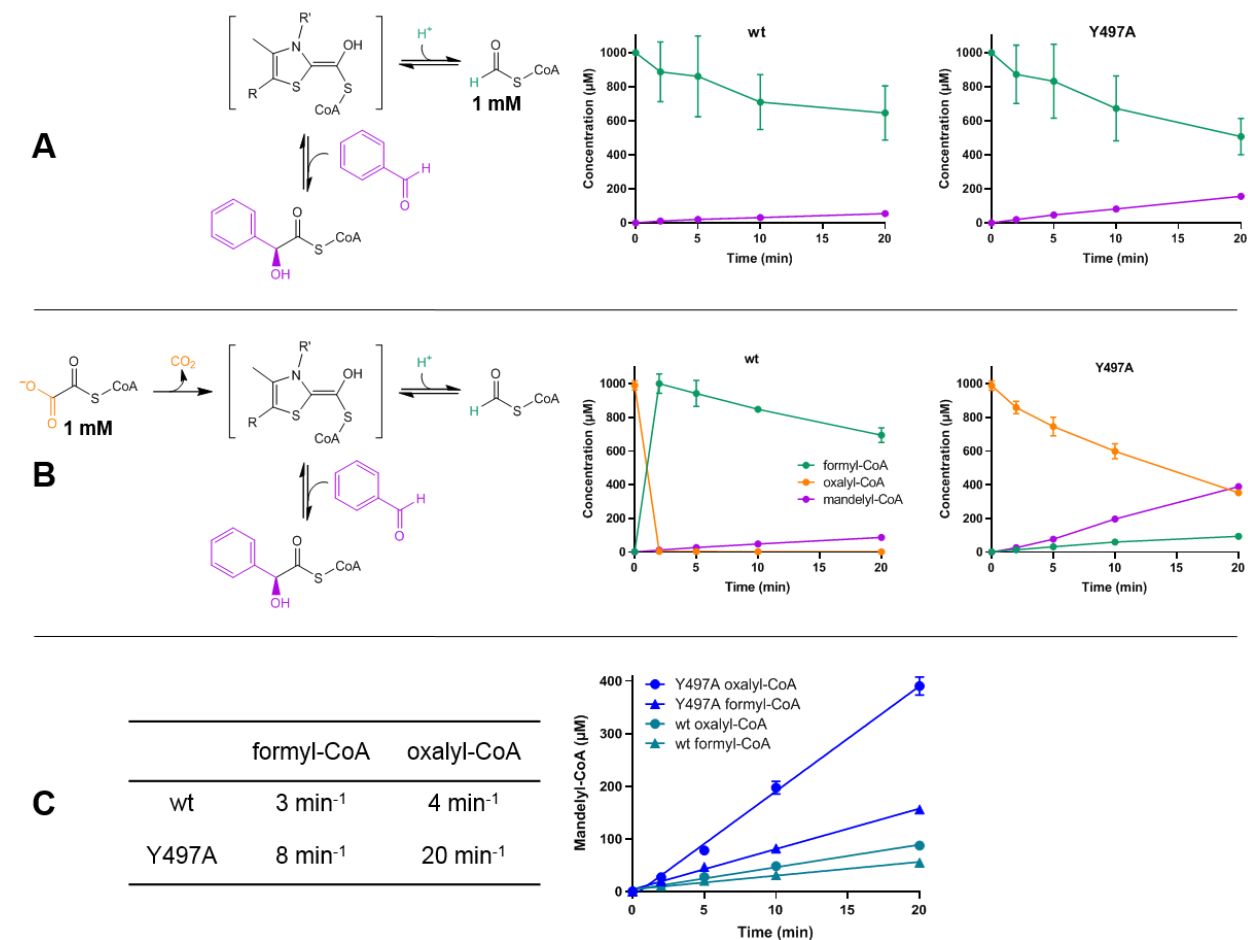 A
R'
N
OH
S
R
S
CoA
H⁺
O
H
S
CoA
1 mM
H
O
O
CoA
S
OH
wt
Concentration (µM)
1000
800
600
400
200
0
0 5 10 15 20
Time (min)
Y497A
Concentration (µM)
1000
800
600
400
200
0
0 5 10 15 20
Time (min)
B
⁻O
O
O
S
CoA
1 mM
CO₂
R'
N
OH
S
R
S
CoA
H⁺
O
H
S
CoA
H
O
O
CoA
S
OH
wt
Concentration (µM)
1000
800
600
400
200
0
formyl-CoA
oxalyl-CoA
mandelyl-CoA
0 5 10 15 20
Time (min)
Y497A
Concentration (µM)
1000
800
600
400
200
0
0 5 10 15 20
Time (min)
C
formyl-CoA oxalyl-CoA
wt 3 min⁻¹ 4 min⁻¹
Y497A 8 min⁻¹ 20 min⁻¹
Mandelyl-CoA (µM)
400
300
200
100
0
Y497A oxalyl-CoA
Y497A formyl-CoA
wt oxalyl-CoA
wt formyl-CoA
0 5 10 15 20
Time (min)